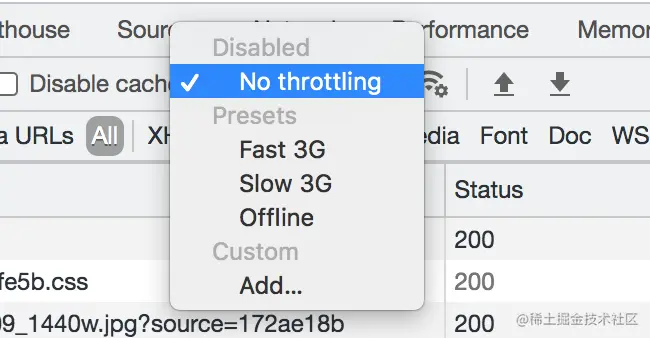 thouse Sour Performance Memor
Disabled
Disable cache ✓ No throttling
a URLs All XH Presets edia Font Doc WS
Fast 3G
Slow 3G Status
Offline 200
Custom
fe5b.css Add... 200
09_1440w.jpg?source=172ae18b 200
@稀土掘金技术社区